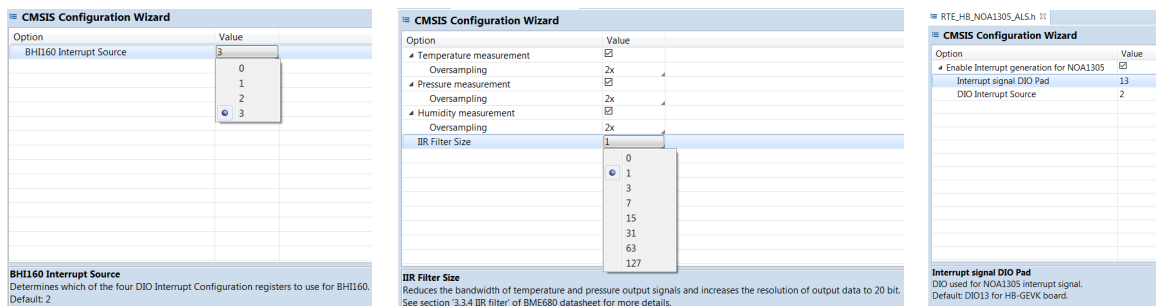 CMSIS Configuration Wizard
Option Value
BHI160 Interrupt Source 3
0
1
2
3
BHI160 Interrupt Source
Determines which of the four DIO Interrupt Configuration registers to use for BHI160.
Default: 2
CMSIS Configuration Wizard
Option Value
Temperature measurement
Oversampling 2x
Pressure measurement
Oversampling 2x
Humidity measurement
Oversampling 2x
IIR Filter Size 1
0
1
3
7
15
31
63
127
IIR Filter Size
Reduces the bandwidth of temperature and pressure output signals and increases the resolution of output data to 20 bit.
See section '3.3.4 IIR filter' of BME680 datasheet for more details.
RTE_HB_NOA1305_ALS.h
CMSIS Configuration Wizard
Option Value
Enable Interrupt generation for NOA1305
Interrupt signal DIO Pad 13
DIO Interrupt Source 2
Interrupt signal DIO Pad
DIO used for NOA1305 interrupt signal.
Default: DIO13 for HB-GEVK board.